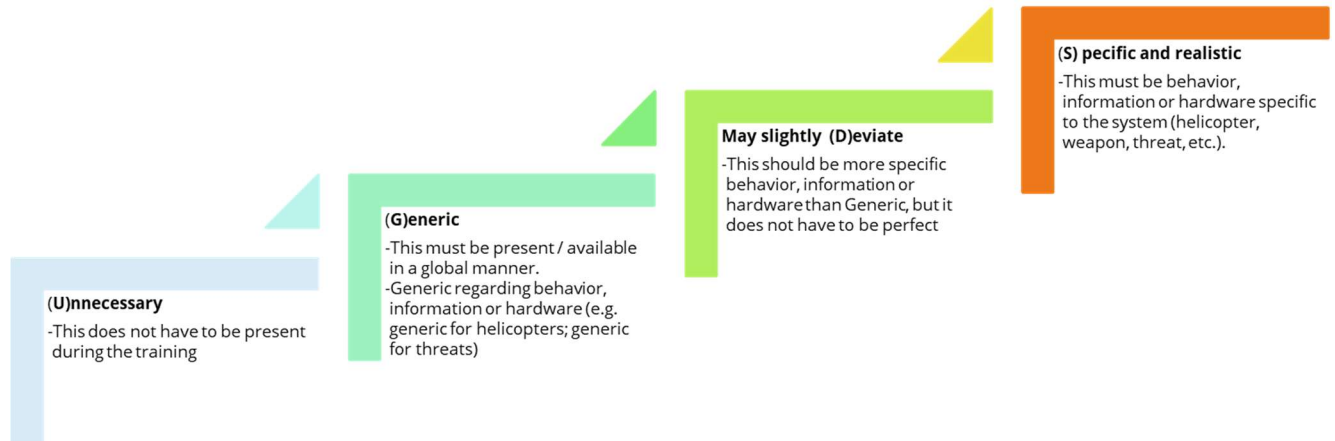 (U)nnecessary
-This does not have to be present
during the training
(G)eneric
-This must be present / available
in a global manner.
-Generic regarding behavior,
information or hardware (e.g.
generic for helicopters; generic
for threats)
May slightly (D)eviate
-This should be more specific
behavior, information or
hardware than Generic, but it
does not have to be perfect
(S) pecific and realistic
-This must be behavior,
information or hardware specific
to the system (helicopter,
weapon, threat, etc.).